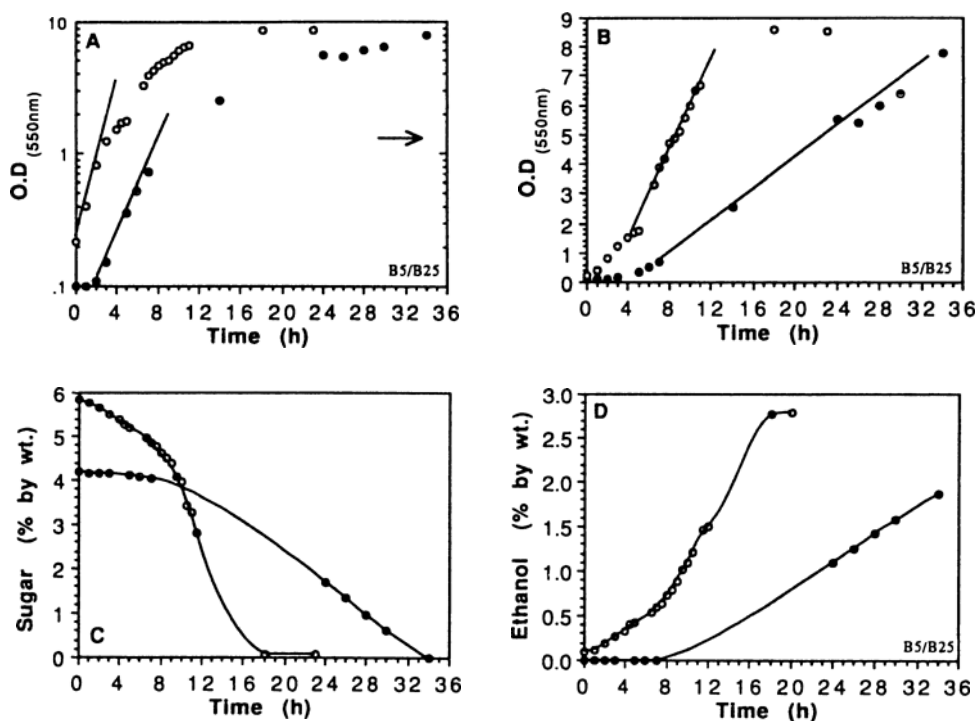 A
10
1
.1
O.D (550nm)
0 4 8 12 16 20 24 28 32 36
Time (h)
B5/B25
B
9
8
7
6
5
4
3
2
1
0
O.D (550nm)
0 4 8 12 16 20 24 28 32 36
Time (h)
B5/B25
C
6
5
4
3
2
1
0
Sugar (% by wt.)
0 4 8 12 16 20 24 28 32 36
Time (h)
D
3.0
2.5
2.0
1.5
1.0
0.5
0.0
Ethanol (% by wt.)
0 4 8 12 16 20 24 28 32 36
Time (h)
B5/B25